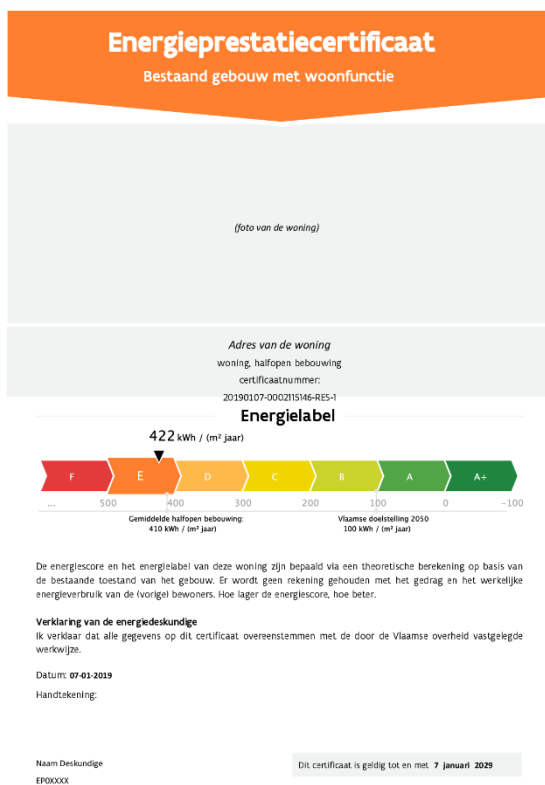 Energieprestatiecertificaat
Bestaand gebouw met woonfunctie
(foto van de woning)
Adres van de woning
woning, halfopen bebouwing
certificaatnummer:
20190107-0002115146-RES-1
Energielabel
422 kWh / (m² jaar)
F E D C B A A+
... 500 400 300 200 100 0 -100
Gemiddelde halfopen bebouwing: Vlaamse doelstelling 2050
410 kWh / (m² jaar) 100 kWh / (m² jaar)
De energiescore en het energielabel van deze woning zijn bepaald via een theoretische berekening op basis van
de bestaande toestand van het gebouw. Er wordt geen rekening gehouden met het gedrag en het werkelijke
energieverbruik van de (vorige) bewoners. Hoe lager de energiescore, hoe beter.
Verklaring van de energiedeskundige
Ik verklaar dat alle gegevens op dit certificaat overeenstemmen met de door de Vlaamse overheid vastgelegde
werkwijze.
Datum: 07-01-2019
Handtekening:
Naam Deskundige
EP0XXXX
Dit certificaat is geldig tot en met 7 januari 2029